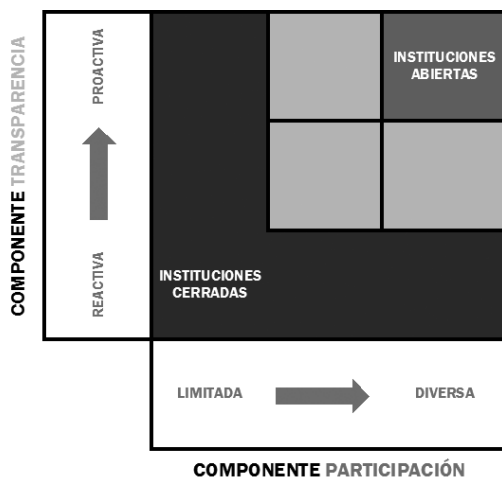 COMPONENTE TRANSPARENCIA
PROACTIVA
REACTIVA
INSTITUCIONES
ABIERTAS
INSTITUCIONES
CERRADAS
LIMITADA
DIVERSA
COMPONENTE PARTICIPACIÓN